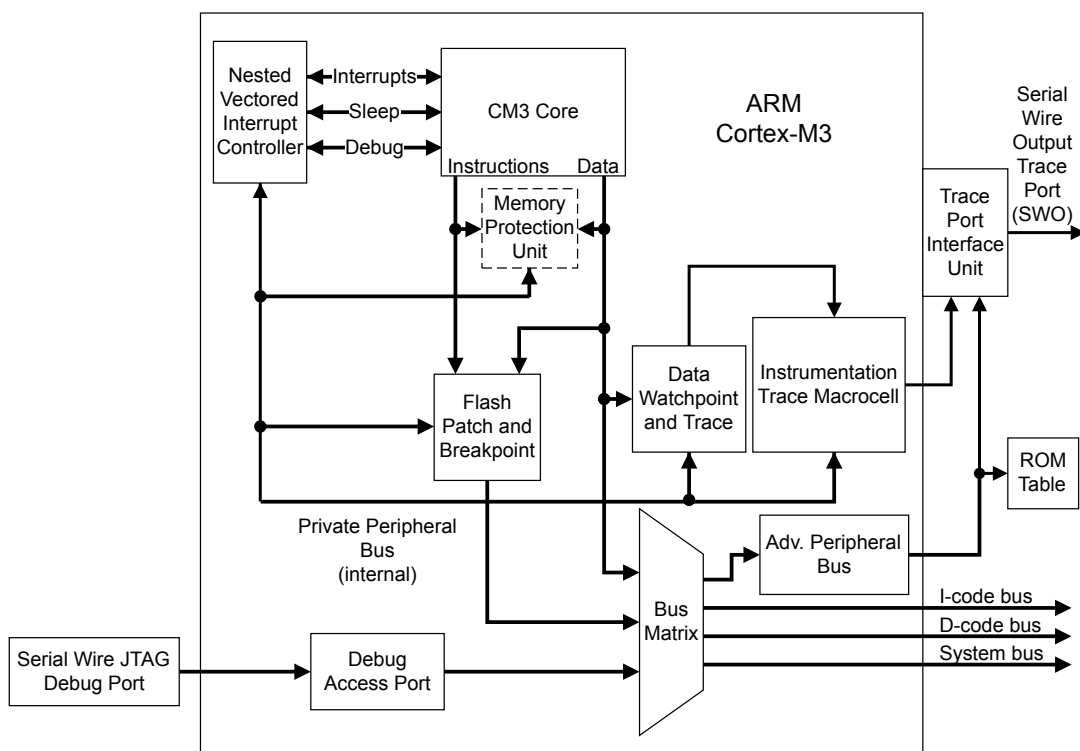 Nested
Vectored
Interrupt
Controller
Interrupts
Sleep
Debug
CM3 Core
Instructions
Data
ARM
Cortex-M3
Serial
Wire
Output
Trace
Port
(SWO)
Memory
Protection
Unit
Trace
Port
Interface
Unit
Flash
Patch and
Breakpoint
Data
Watchpoint
and Trace
Instrumentation
Trace Macrocell
ROM
Table
Private Peripheral
Bus
(internal)
Adv. Peripheral
Bus
Bus
Matrix
I-code bus
D-code bus
System bus
Serial Wire JTAG
Debug Port
Debug
Access Port